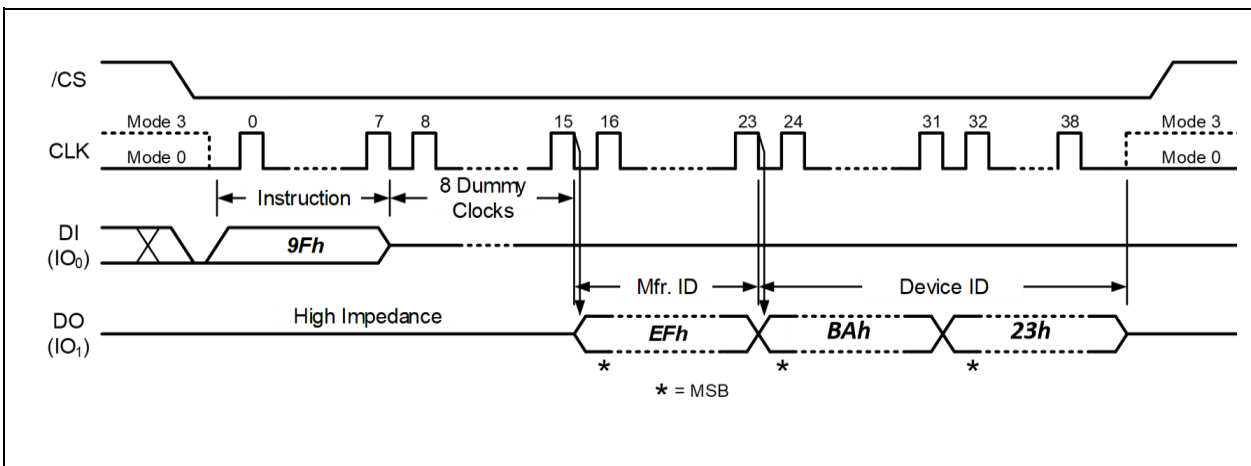 /CS
Mode 3 0 7 8 15 16 23 24 31 32 38 Mode 3
CLK
Mode 0 Mode 0
Instruction 8 Dummy
Clocks
DI
(IO₀)
9Fh
Mfr. ID Device ID
DO
(IO₁)
High Impedance
EFh BAh 23h
* * *
* = MSB